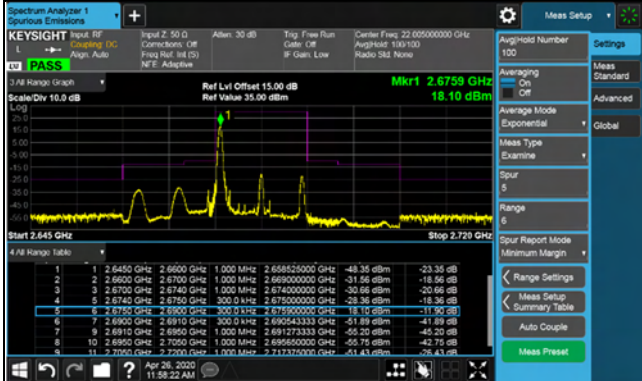 Spectrum Analyzer 1
Spurious Emissions
Meas Setup
KEYSIGHT Input: RF Input Z: 50 Ω Atten: 30 dB Trig: Free Run Center Freq: 22.005000000 GHz
Coupling: DC Corrections: Off Gate: Off Avg|Hold: 100/100
Align: Auto Freq Ref: Int (S) IF Gain: Low Radio Std: None
NFE: Adaptive
L
LXI PASS
3 All Range Graph
Ref Lvl Offset 15.00 dB
Mkr1 2.6759 GHz
Scale/Div 10.0 dB
Ref Value 35.00 dBm
18.10 dBm
Log
25.0
15.0
5.00
-5.00
-15.0
-25.0
-35.0
-45.0
-55.0
1
Start 2.645 GHz
Stop 2.720 GHz
4 All Range Table
1 1 2.6450 GHz 2.6600 GHz 1.000 MHz 2.658525000 GHz -48.35 dBm -23.35 dB
2 2 2.6600 GHz 2.6700 GHz 1.000 MHz 2.669000000 GHz -31.56 dBm -18.56 dB
3 3 2.6700 GHz 2.6740 GHz 1.000 MHz 2.674000000 GHz -30.66 dBm -20.66 dB
4 5 2.6740 GHz 2.6750 GHz 300.0 kHz 2.675000000 GHz -28.36 dBm -18.36 dB
5 6 2.6750 GHz 2.6900 GHz 300.0 kHz 2.675900000 GHz 18.10 dBm -11.90 dB
6 7 2.6900 GHz 2.6910 GHz 300.0 kHz 2.690543333 GHz -51.89 dBm -41.89 dB
7 9 2.6910 GHz 2.6950 GHz 1.000 MHz 2.691273333 GHz -55.20 dBm -45.20 dB
8 10 2.6950 GHz 2.7050 GHz 1.000 MHz 2.695650000 GHz -55.75 dBm -42.75 dB
9 11 2.7050 GHz 2.7200 GHz 1.000 MHz 2.717375000 GHz -51.43 dBm -26.43 dB
Apr 26, 2020
11:58:22 AM
?
Avg|Hold Number
100
Averaging
On
Off
Average Mode
Exponential
Meas Type
Examine
Spur
5
Range
6
Spur Report Mode
Minimum Margin
Range Settings
Meas Setup
Summary Table
Auto Couple
Meas Preset
Settings
Meas
Standard
Advanced
Global